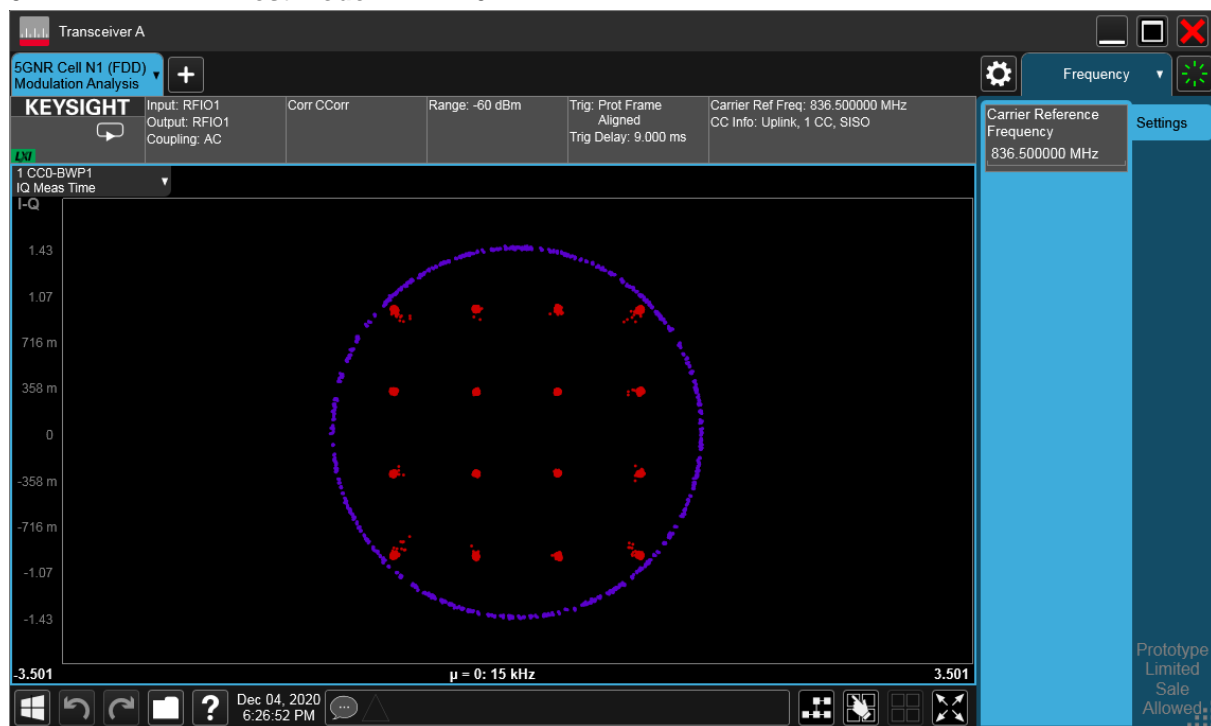 Transceiver A
5GNR Cell N1 (FDD)
Modulation Analysis
Frequency
KEYSIGHT
LXI
Input: RFIO1
Output: RFIO1
Coupling: AC
Corr CCorr
Range: -60 dBm
Trig: Prot Frame
Aligned
Trig Delay: 9.000 ms
Carrier Ref Freq: 836.500000 MHz
CC Info: Uplink, 1 CC, SISO
Carrier Reference
Frequency
836.500000 MHz
Settings
1 CC0-BWP1
IQ Meas Time
I-Q
1.43
1.07
716 m
358 m
0
-358 m
-716 m
-1.07
-1.43
-3.501
µ = 0: 15 kHz
3.501
Prototype
Limited
Sale
Allowed
?
Dec 04, 2020
6:26:52 PM